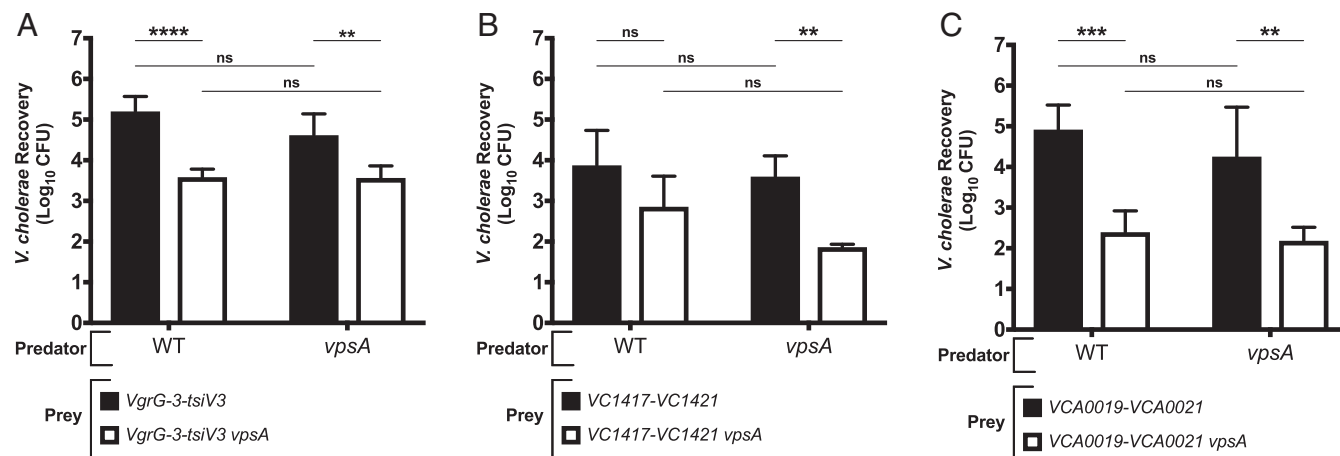 A
V. cholerae Recovery
(Log10 CFU)
7
6
5
4
3
2
1
0
****
**
ns
ns
Predator
WT
vpsA
Prey
VgrG-3-tsiV3
VgrG-3-tsiV3 vpsA
B
V. cholerae Recovery
(Log10 CFU)
7
6
5
4
3
2
1
0
ns
**
ns
ns
Predator
WT
vpsA
Prey
VC1417-VC1421
VC1417-VC1421 vpsA
C
V. cholerae Recovery
(Log10 CFU)
7
6
5
4
3
2
1
0
***
**
ns
ns
Predator
WT
vpsA
Prey
VCA0019-VCA0021
VCA0019-VCA0021 vpsA